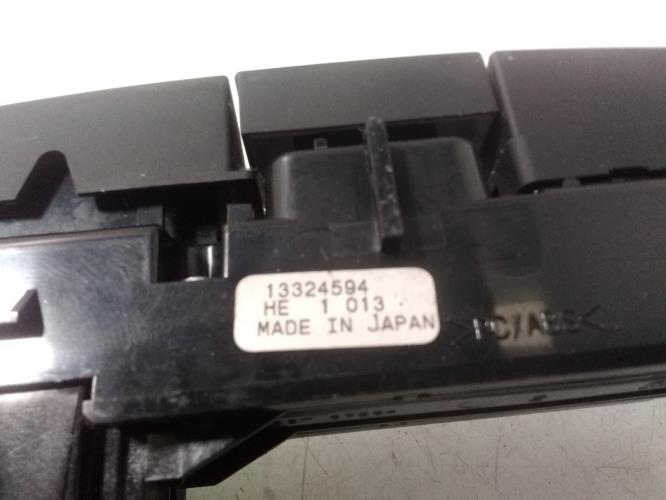 13324594
HE 1 013
MADE IN JAPAN
>PC/ABS<